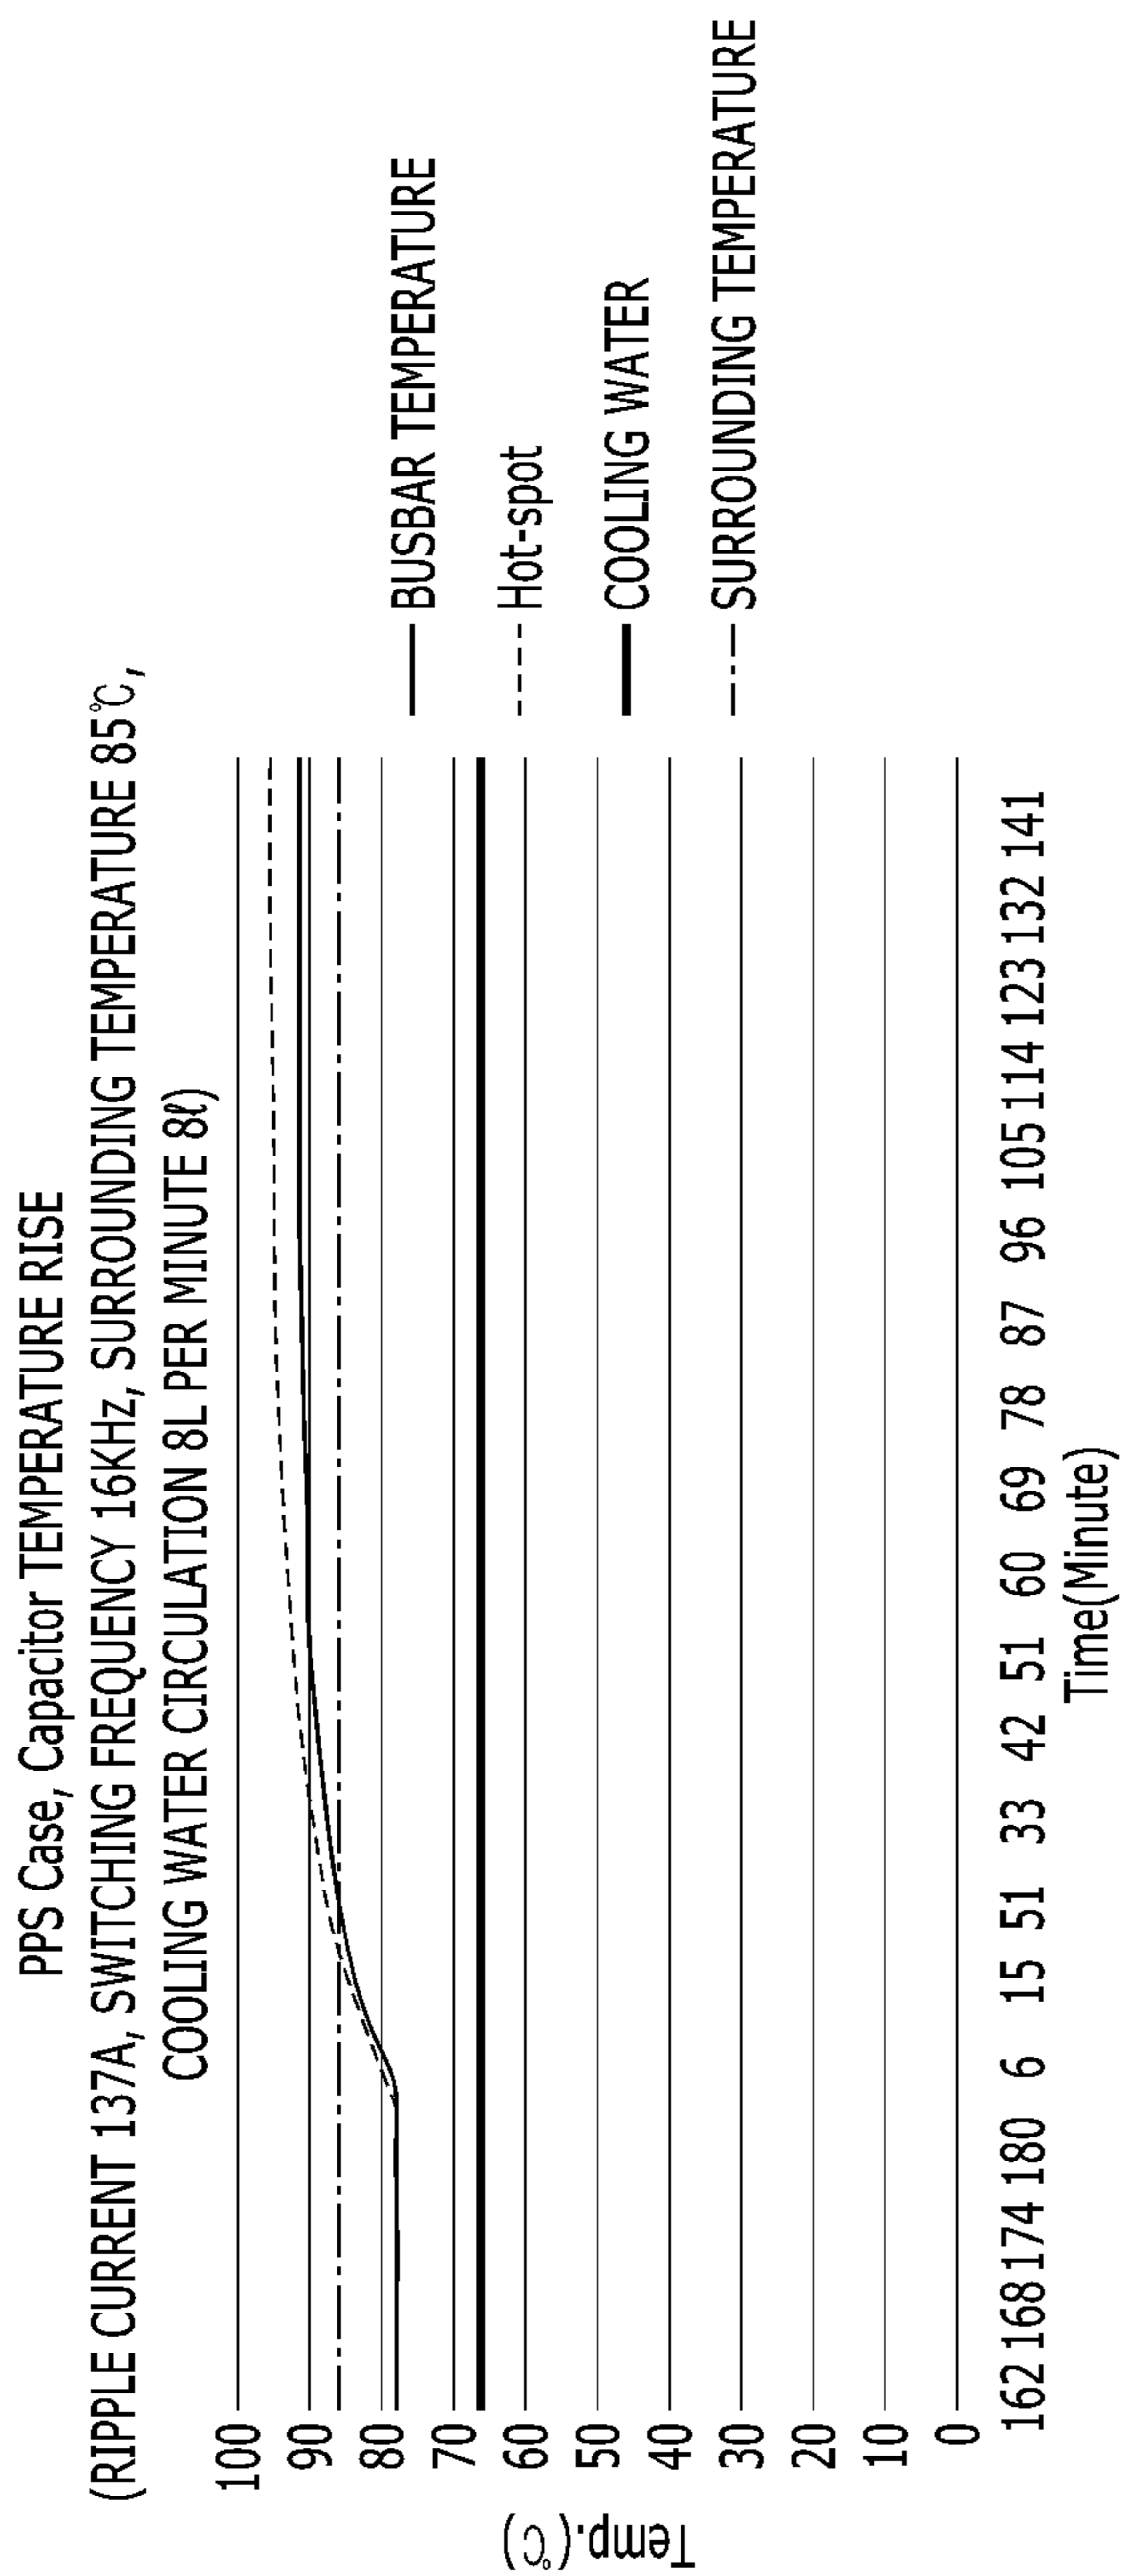 PPS Case, Capacitor TEMPERATURE RISE
(RIPPLE CURRENT 137A, SWITCHING FREQUENCY 16KHz, SURROUNDING TEMPERATURE 85℃,
COOLING WATER CIRCULATION 8L PER MINUTE 8ℓ)
Temp.(℃)
100
90
80
70
60
50
40
30
20
10
0
162 168 174 180 6 15 51 33 42 51 60 69 78 87 96 105 114 123 132 141
Time(Minute)
BUSBAR TEMPERATURE
Hot-spot
COOLING WATER
SURROUNDING TEMPERATURE